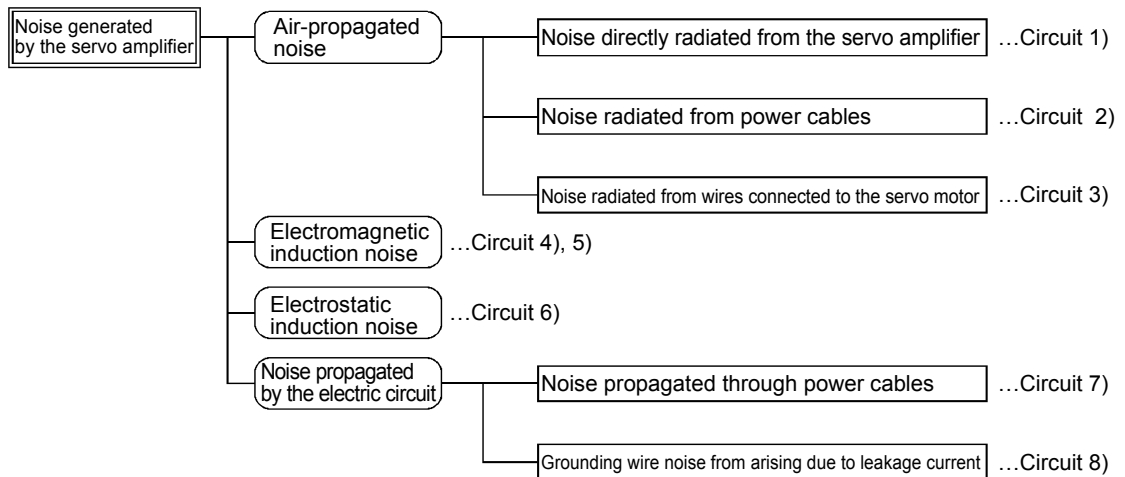 Noise generated
by the servo amplifier
Air-propagated
noise
Noise directly radiated from the servo amplifier
…Circuit 1)
Noise radiated from power cables
…Circuit 2)
Noise radiated from wires connected to the servo motor
…Circuit 3)
Electromagnetic
induction noise
…Circuit 4), 5)
Electrostatic
induction noise
…Circuit 6)
Noise propagated
by the electric circuit
Noise propagated through power cables
…Circuit 7)
Grounding wire noise from arising due to leakage current
…Circuit 8)